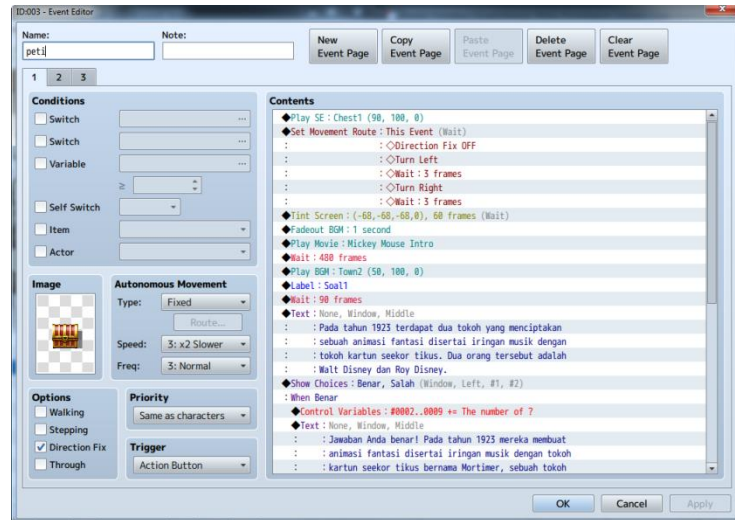 ID:003 - Event Editor
Name:
Note:
peti
New Event Page
Copy Event Page
Paste Event Page
Delete Event Page
Clear Event Page
1 2 3
Conditions
Switch ...
Switch ...
Variable ...
≥
Self Switch
Item
Actor
Image
Autonomous Movement
Type: Fixed
Route...
Speed: 3: x2 Slower
Freq: 3: Normal
Options
Walking
Stepping
Direction Fix
Through
Priority
Same as characters
Trigger
Action Button
Contents
◆Play SE : Chest1 (90, 100, 0)
◆Set Movement Route : This Event (Wait)
: : ◇Direction Fix OFF
: : ◇Turn Left
: : ◇Wait : 3 frames
: : ◇Turn Right
: : ◇Wait : 3 frames
◆Tint Screen : (-68,-68,-68,0), 60 frames (Wait)
◆Fadeout BGM : 1 second
◆Play Movie : Mickey Mouse Intro
◆Wait : 480 frames
◆Play BGM : Town2 (50, 100, 0)
◆Label : Soal1
◆Wait : 90 frames
◆Text : None, Window, Middle
: : Pada tahun 1923 terdapat dua tokoh yang menciptakan
: : sebuah animasi fantasi disertai iringan musik dengan
: : tokoh kartun seekor tikus. Dua orang tersebut adalah
: : Walt Disney dan Roy Disney.
◆Show Choices : Benar, Salah (Window, Left, #1, #2)
: When Benar
◆Control Variables : #0002..0009 += The number of ?
◆Text : None, Window, Middle
: : Jawaban Anda benar! Pada tahun 1923 mereka membuat
: : animasi fantasi disertai iringan musik dengan tokoh
: : kartun seekor tikus bernama Mortimer, sebuah tokoh
OK
Cancel
Apply